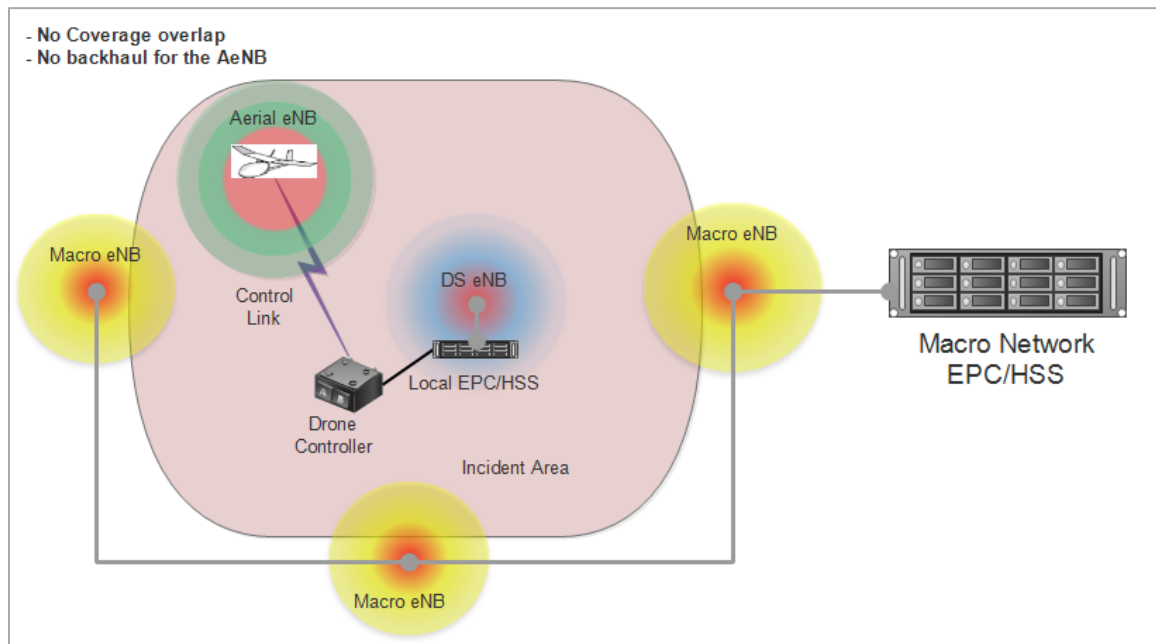 - No Coverage overlap
- No backhaul for the AeNB
Aerial eNB
Macro eNB
Macro eNB
DS eNB
Control
Link
Local EPC/HSS
Macro Network
EPC/HSS
Drone
Controller
Incident Area
Macro eNB